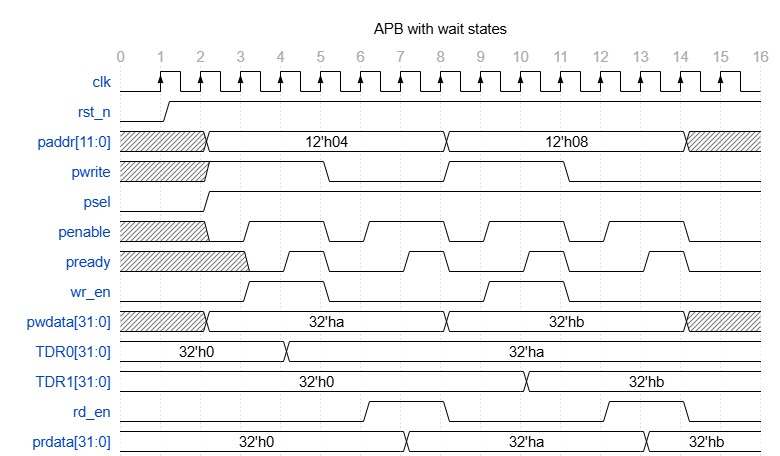 APB with wait states
0 1 2 3 4 5 6 7 8 9 10 11 12 13 14 15 16
clk
rst_n
paddr[11:0] 12'h04 12'h08
pwrite
psel
penable
pready
wr_en
pwdata[31:0] 32'ha 32'hb
TDR0[31:0] 32'h0 32'ha
TDR1[31:0] 32'h0 32'hb
rd_en
prdata[31:0] 32'h0 32'ha 32'hb